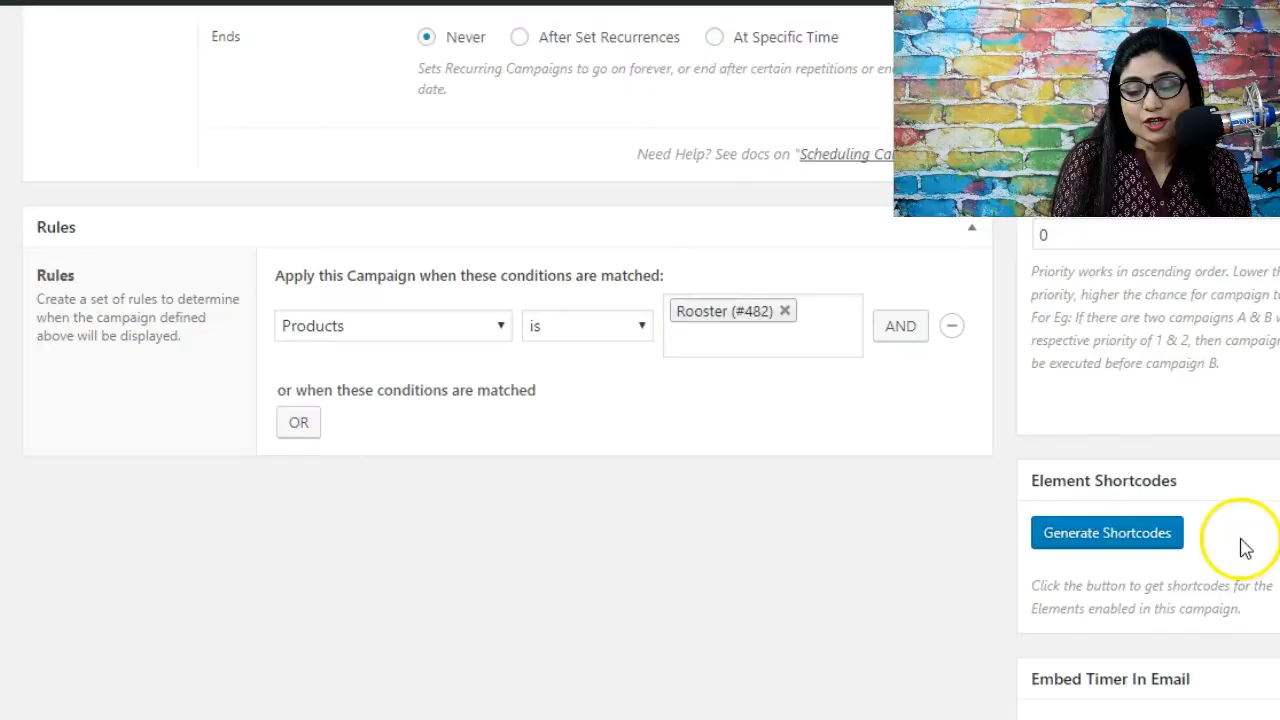 Ends
Never
After Set Recurrences
At Specific Time
Sets Recurring Campaigns to go on forever, or end after certain repetitions or
date.
Need Help? See docs on "Scheduling
Rules
Rules
Create a set of rules to determine
when the campaign defined
above will be displayed.
Apply this Campaign when these conditions are matched:
Products
is
Rooster (#482)
AND
or when these conditions are matched
OR
0
Priority works in ascending order. Lower
priority, higher the chance for campaign
For Eg: If there are two campaigns A & B
respective priority of 1 & 2, then campaign
be executed before campaign B.
Element Shortcodes
Generate Shortcodes
Click the button to get shortcodes for the
Elements enabled in this campaign.
Embed Timer In Email